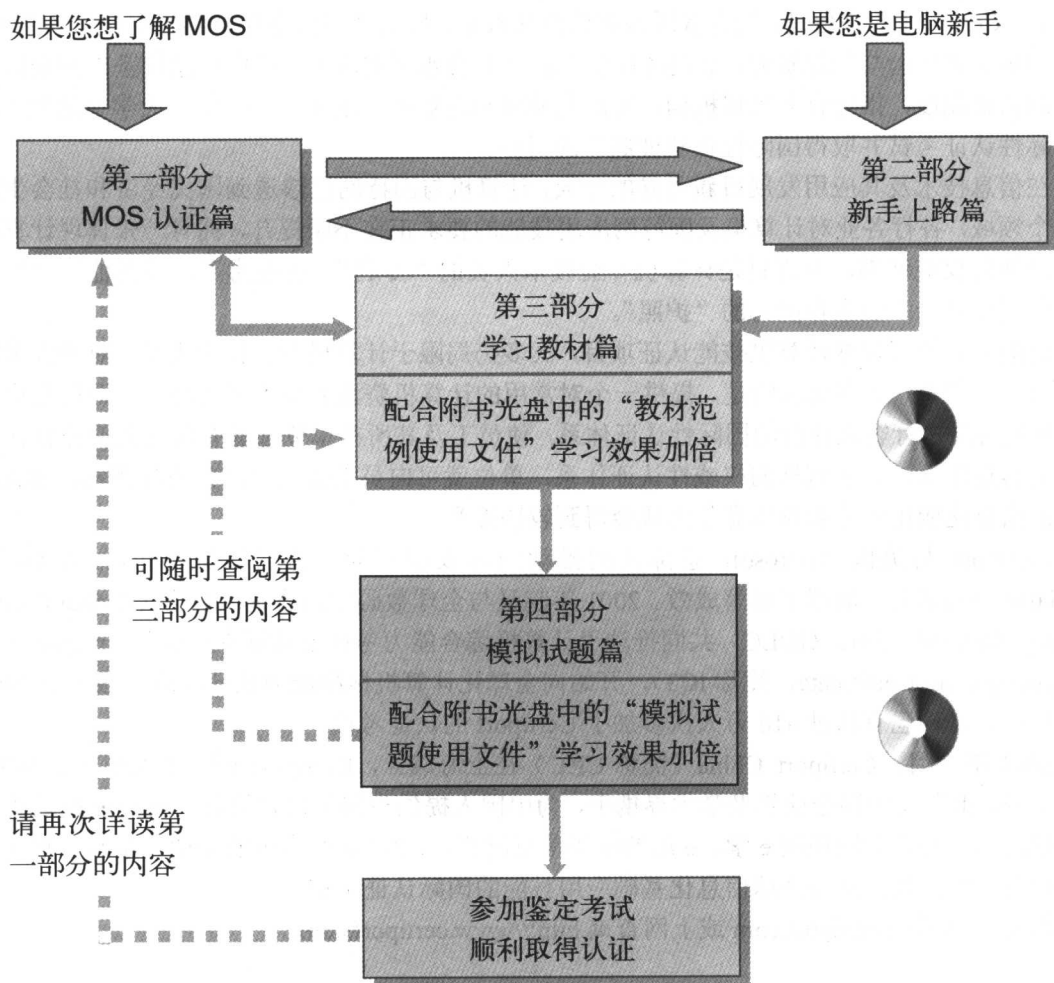 如果您想了解 MOS
如果您是电脑新手
第一部分
MOS 认证篇
第二部分
新手上路篇
第三部分
学习教材篇
配合附书光盘中的“教材范
例使用文件”学习效果加倍
可随时查阅第
三部分的内容
第四部分
模拟试题篇
配合附书光盘中的“模拟试
题使用文件”学习效果加倍
请再次详读第
一部分的内容
参加鉴定考试
顺利取得认证